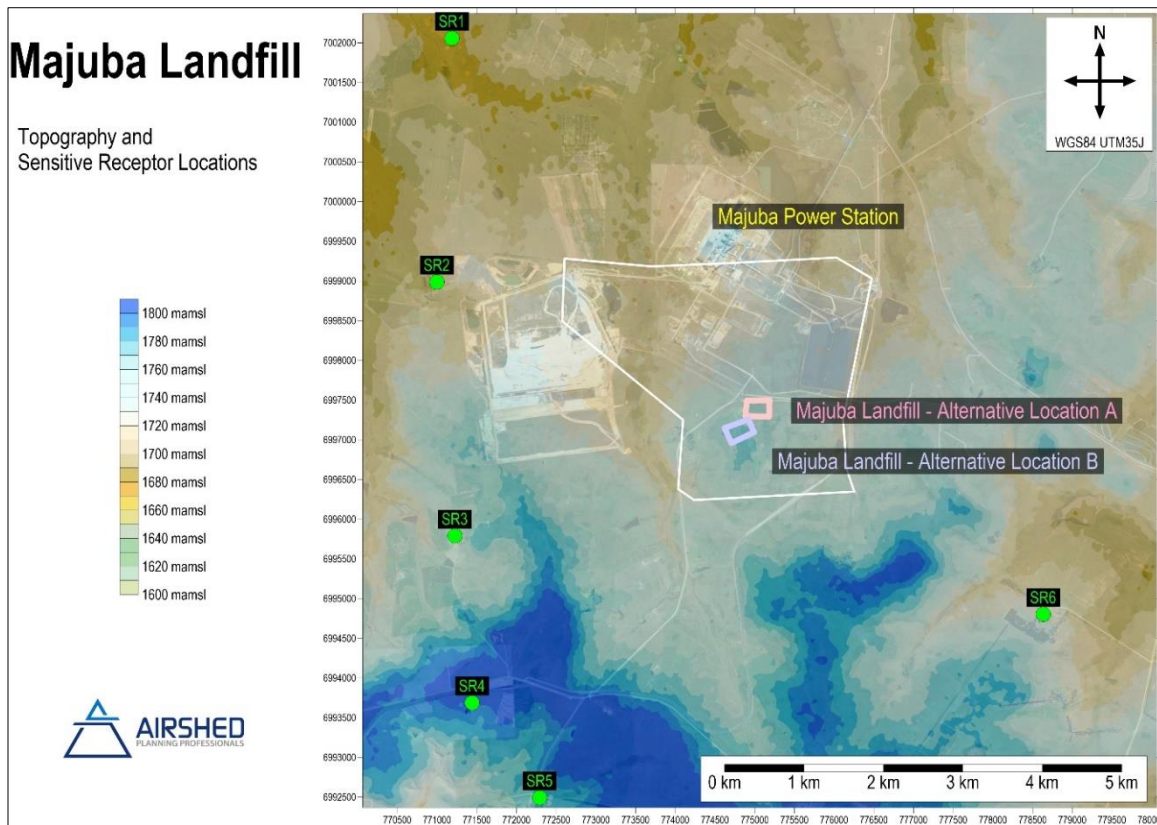 Majuba Landfill
Topography and
Sensitive Receptor Locations
1800 mamsl
1780 mamsl
1760 mamsl
1740 mamsl
1720 mamsl
1700 mamsl
1680 mamsl
1660 mamsl
1640 mamsl
1620 mamsl
1600 mamsl
AIRSHED
PLANNING PROFESSIONALS
7002000
7001500
7001000
7000500
7000000
6999500
6999000
6998500
6998000
6997500
6997000
6996500
6996000
6995500
6995000
6994500
6994000
6993500
6993000
6992500
SR1
N
WGS84 UTM35J
Majuba Power Station
SR2
Majuba Landfill - Alternative Location A
Majuba Landfill - Alternative Location B
SR3
SR6
SR4
SR5
0 km 1 km 2 km 3 km 4 km 5 km
770500 771000 771500 772000 772500 773000 773500 774000 774500 775000 775500 776000 776500 777000 777500 778000 778500 779000 779500 78000